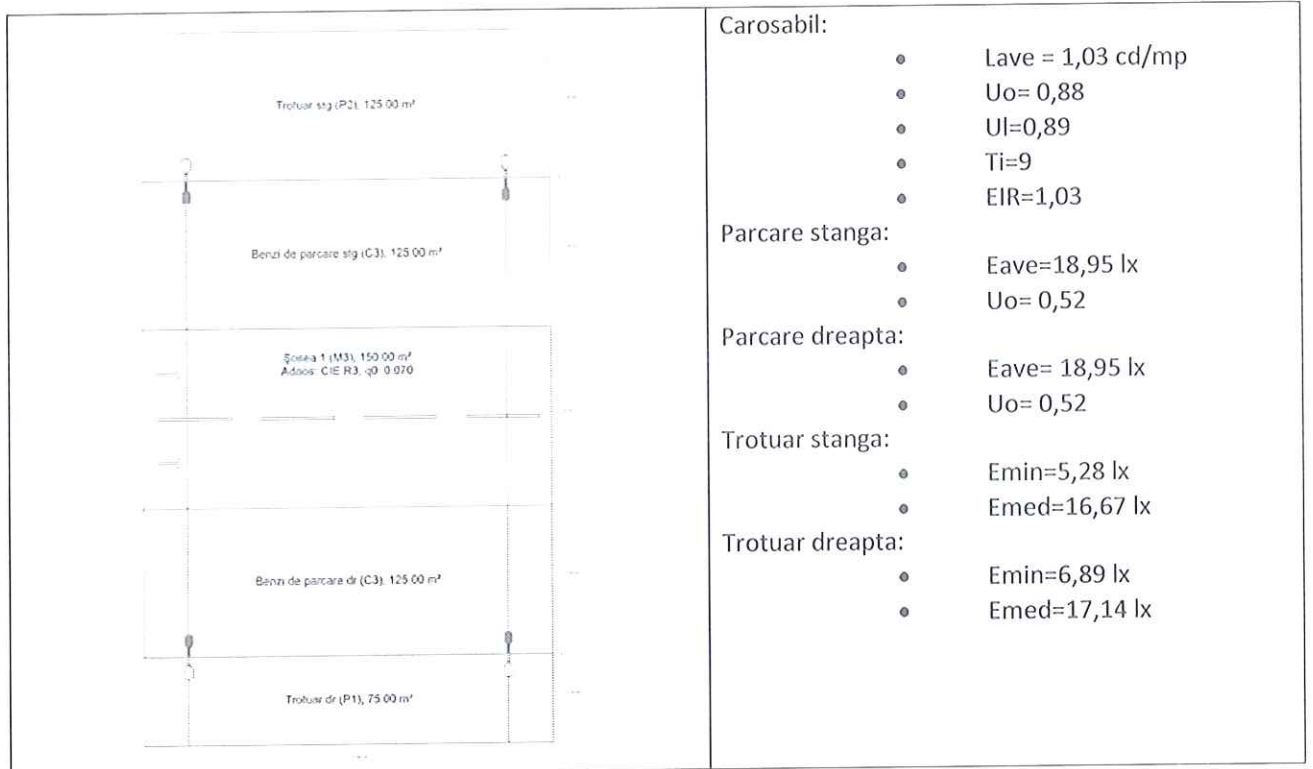 Trotuar stg (P2), 125.00 m²
Benzi de parcare stg (C3), 125.00 m²
Șosea 1 (M3), 150.00 m²
Adaos: CIE R3, q0: 0.070
Benzi de parcare dr (C3), 125.00 m²
Trotuar dr (P1), 75.00 m²
Carosabil:
Lave = 1,03 cd/mp
Uo= 0,88
Ul=0,89
Ti=9
EIR=1,03
Parcare stanga:
Eave=18,95 lx
Uo= 0,52
Parcare dreapta:
Eave= 18,95 lx
Uo= 0,52
Trotuar stanga:
Emin=5,28 lx
Emed=16,67 lx
Trotuar dreapta:
Emin=6,89 lx
Emed=17,14 lx